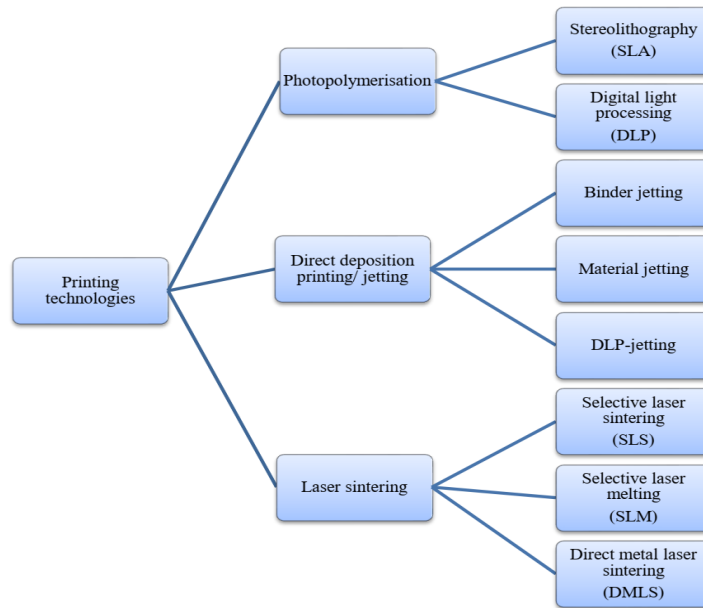 Printing
technologies
Photopolymerisation
Stereolithography
(SLA)
Digital light
processing
(DLP)
Direct deposition
printing/ jetting
Binder jetting
Material jetting
DLP-jetting
Laser sintering
Selective laser
sintering
(SLS)
Selective laser
melting
(SLM)
Direct metal laser
sintering
(DMLS)